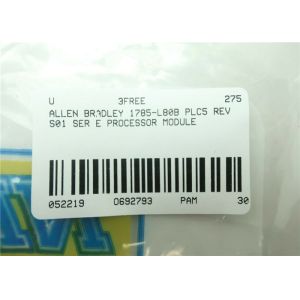 U 3FREE 275
ALLEN BRADLEY 1785-L80B PLC5 REV
S01 SER E PROCESSOR MODULE
052219 0692793 PAM 30